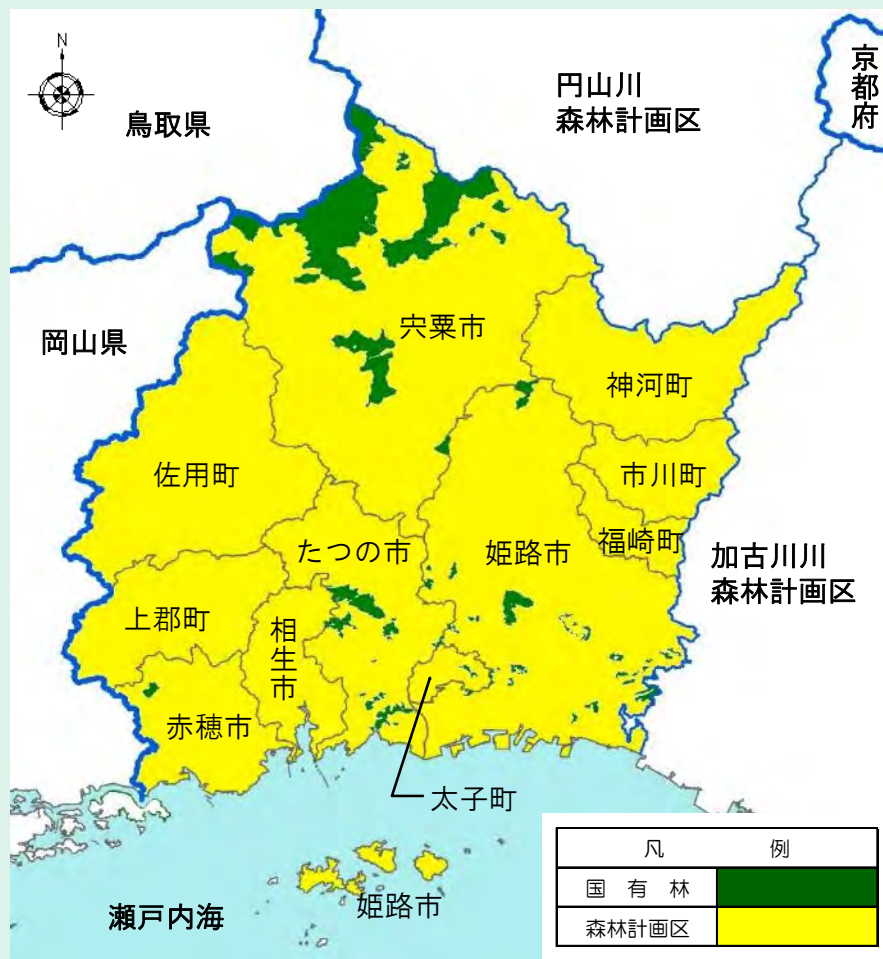 N
鳥取県
円山川
森林計画区
京都府
岡山県
宍粟市
神河町
佐用町
市川町
たつの市
姫路市
福崎町
加古川川
森林計画区
上郡町
相生市
赤穂市
太子町
姫路市
瀬戸内海
凡 例
国 有 林
森林計画区